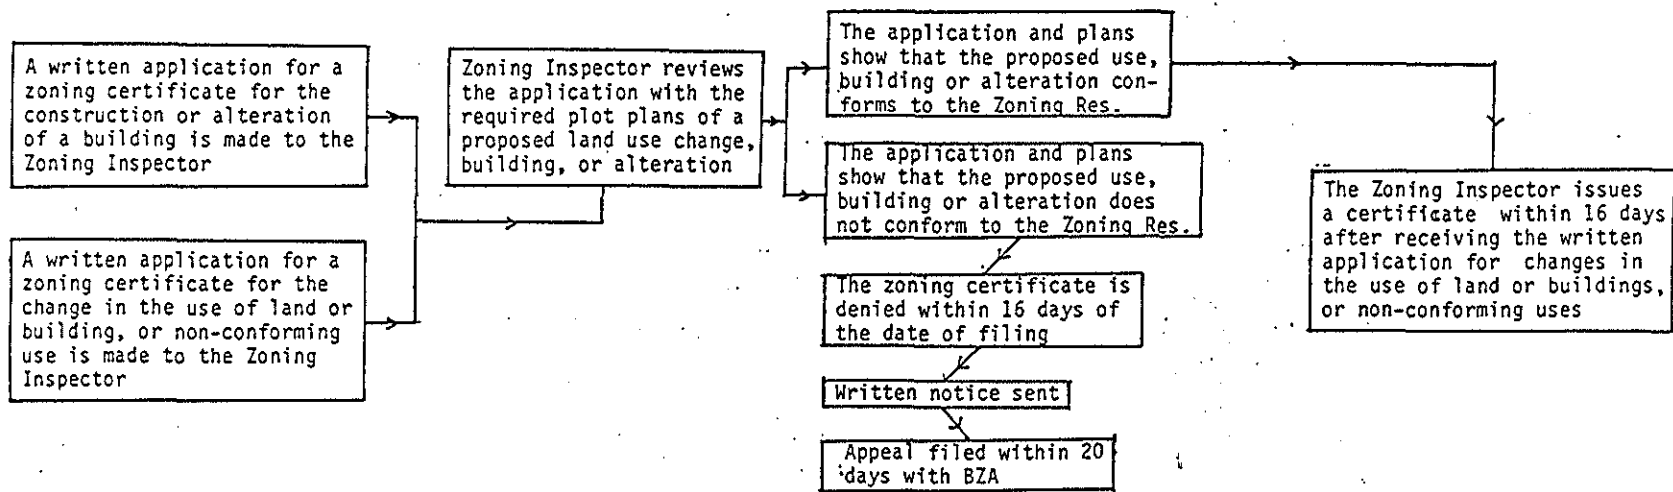 A written application for a
zoning certificate for the
construction or alteration
of a building is made to the
Zoning Inspector
A written application for a
zoning certificate for the
change in the use of land or
building, or non-conforming
use is made to the Zoning
Inspector
Zoning Inspector reviews
the application with the
required plot plans of a
proposed land use change,
building, or alteration
The application and plans
show that the proposed use,
building or alteration con-
forms to the Zoning Res.
The application and plans
show that the proposed use,
building or alteration does
not conform to the Zoning Res.
The zoning certificate is
denied within 16 days of
the date of filing
Written notice sent
Appeal filed within 20
days with BZA
The Zoning Inspector issues
a certificate within 16 days
after receiving the written
application for changes in
the use of land or buildings,
or non-conforming uses